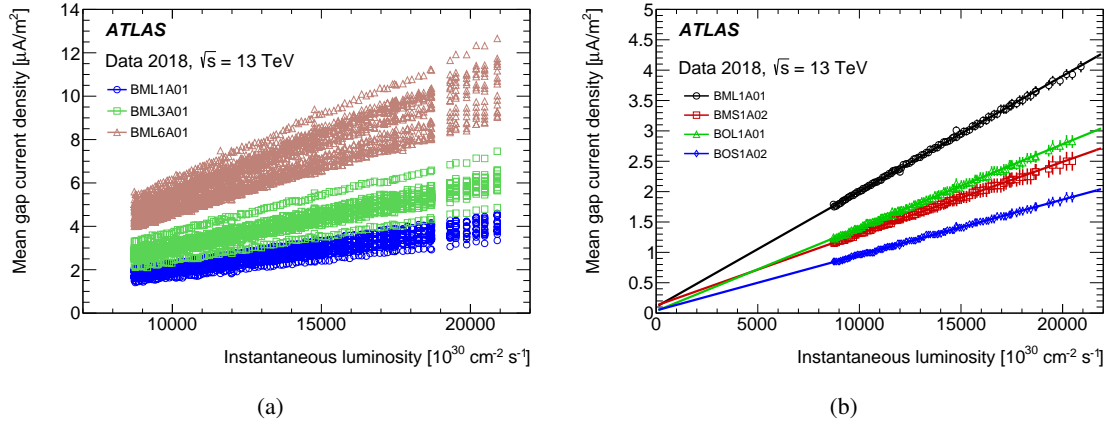 Mean gap current density [μA/m²]
14
12
10
8
6
4
2
0
ATLAS
Data 2018, √s = 13 TeV
BML1A01
BML3A01
BML6A01
10000 15000 20000
Instantaneous luminosity [10³⁰ cm⁻² s⁻¹]
(a)
Mean gap current density [μA/m²]
5
4.5
4
3.5
3
2.5
2
1.5
1
0.5
0
ATLAS
Data 2018, √s = 13 TeV
BML1A01
BMS1A02
BOL1A01
BOS1A02
0 5000 10000 15000 20000
Instantaneous luminosity [10³⁰ cm⁻² s⁻¹]
(b)